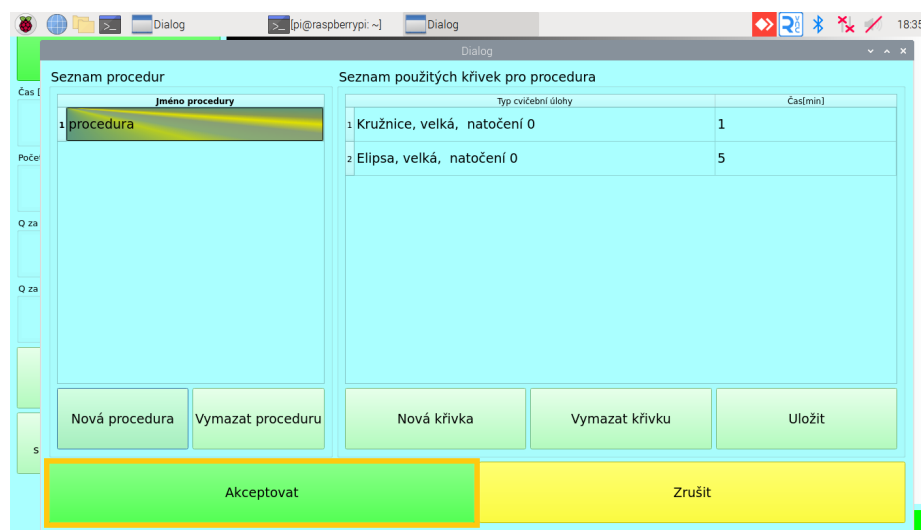 Dialog
[pi@raspberrypi: ~]
Dialog
18:35
Dialog
Seznam procedur
Seznam použitých křivek pro procedura
Jméno procedury
1 procedura
Typ cvičební úlohy
Čas[min]
1 Kružnice, velká, natočení 0
1
2 Elipsa, velká, natočení 0
5
Čas [
Q za
Q za
Nová procedura
Vymazat proceduru
Nová křivka
Vymazat křivku
Uložit
Akceptovat
Zrušit